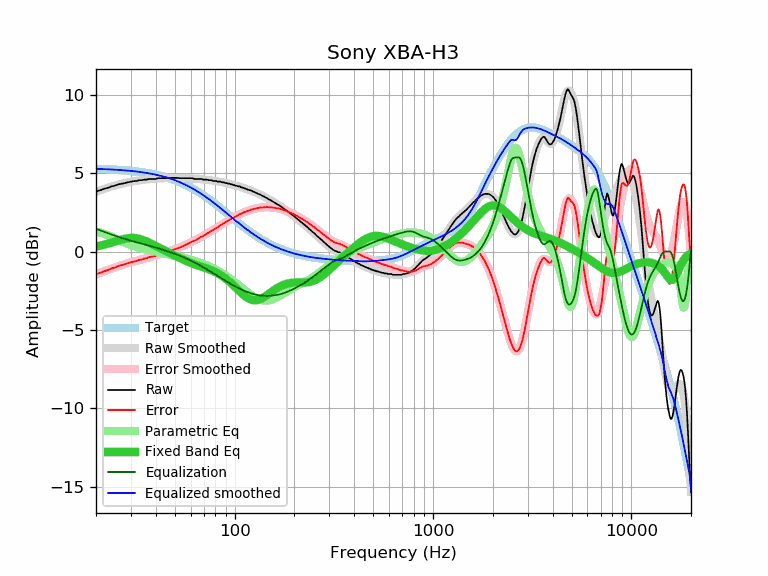 Sony XBA-H3
Amplitude (dBr)
10
5
0
−5
−10
−15
Target
Raw Smoothed
Error Smoothed
Raw
Error
Parametric Eq
Fixed Band Eq
Equalization
Equalized smoothed
100
1000
10000
Frequency (Hz)